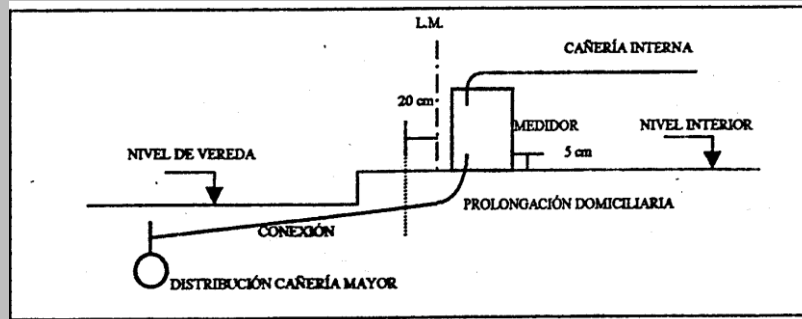 L.M.
CAÑERÍA INTERNA
20 cm
MEDIDOR
NIVEL INTERIOR
NIVEL DE VEREDA
5 cm
PROLONGACIÓN DOMICILIARIA
CONEXIÓN
DISTRIBUCIÓN CAÑERÍA MAYOR